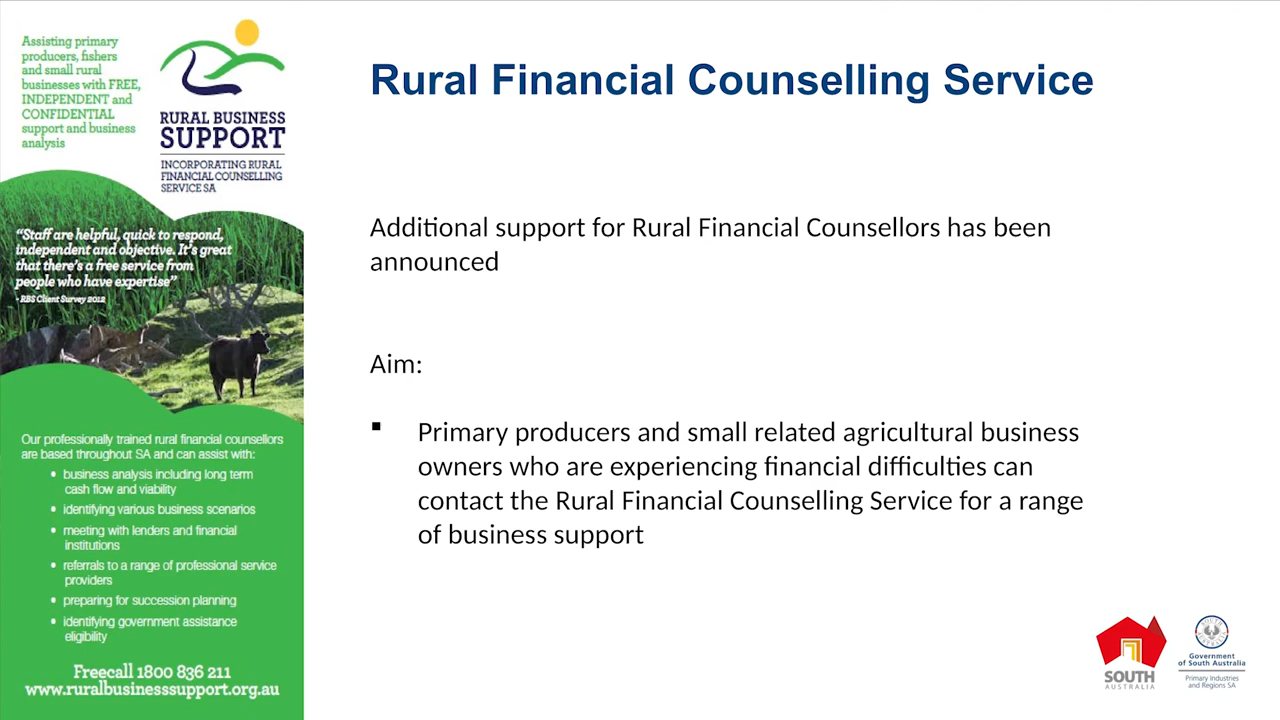 Assisting primary
producers, fishers
and small rural
businesses with FREE,
INDEPENDENT and
CONFIDENTIAL
support and business
analysis
RURAL BUSINESS
SUPPORT
INCORPORATING RURAL
FINANCIAL COUNSELLING
SERVICE SA
“Staff are helpful, quick to respond,
independent and objective. It’s great
that there’s a free service from
people who have expertise”
- RBS Client Survey 2012
Our professionally trained rural financial counsellors
are based throughout SA and can assist with:
• business analysis including long term
cash flow and viability
• identifying various business scenarios
• meeting with lenders and financial
institutions
• referrals to a range of professional service
providers
• preparing for succession planning
• identifying government assistance
eligibility
Freecall 1800 836 211
www.ruralbusinesssupport.org.au
Rural Financial Counselling Service
Additional support for Rural Financial Counsellors has been
announced
Aim:
▪ Primary producers and small related agricultural business
owners who are experiencing financial difficulties can
contact the Rural Financial Counselling Service for a range
of business support
SOUTH
AUSTRALIA
SOUTH
AUSTRALIA
Government
of South Australia
Primary Industries
and Regions SA